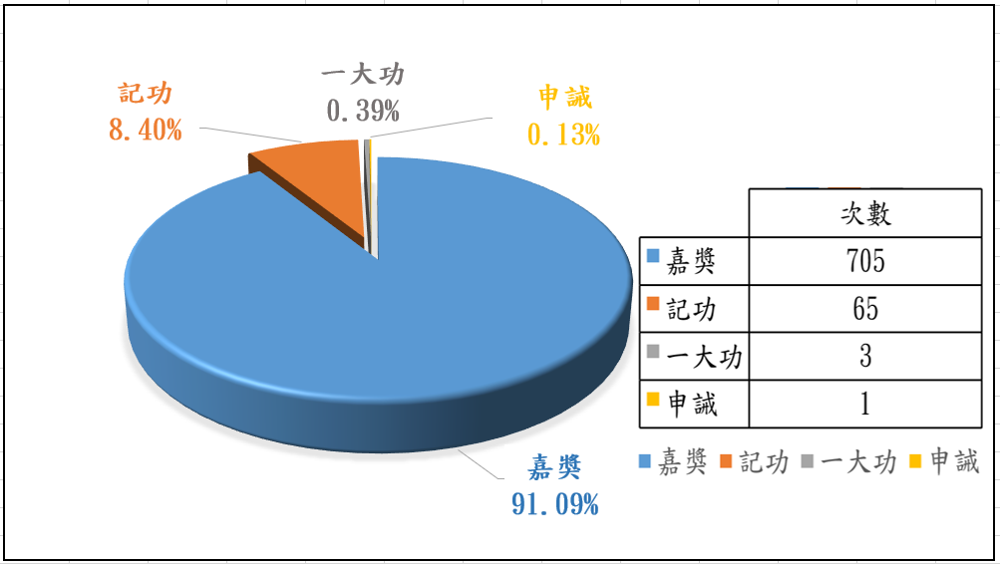 一大功
0.39%
記功
8.40%
申誡
0.13%
次數
嘉獎 705
記功 65
一大功 3
申誡 1
嘉獎 記功 一大功 申誡
嘉獎
91.09%